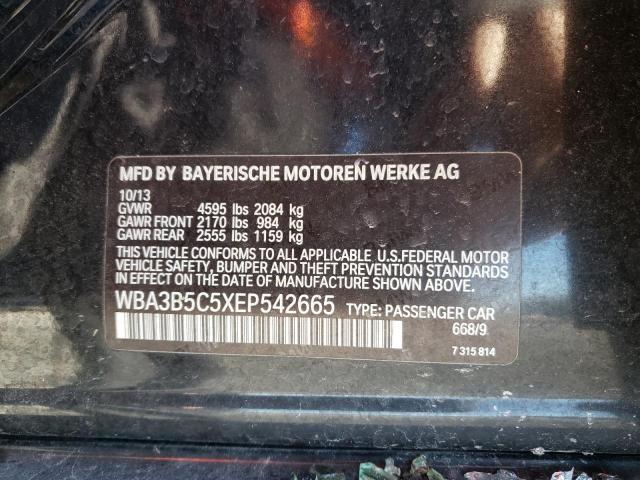 MFD BY BAYERISCHE MOTOREN WERKE AG
10/13
GVWR 4595 lbs 2084 kg
GAWR FRONT 2170 lbs 984 kg
GAWR REAR 2555 lbs 1159 kg
THIS VEHICLE CONFORMS TO ALL APPLICABLE U.S.FEDERAL MOTOR
VEHICLE SAFETY, BUMPER AND THEFT PREVENTION STANDARDS
IN EFFECT ON THE DATE OF MANUFACTURE SHOWN ABOVE.
WBA3B5C5XEP542665 TYPE: PASSENGER CAR
668/9
7 315 814